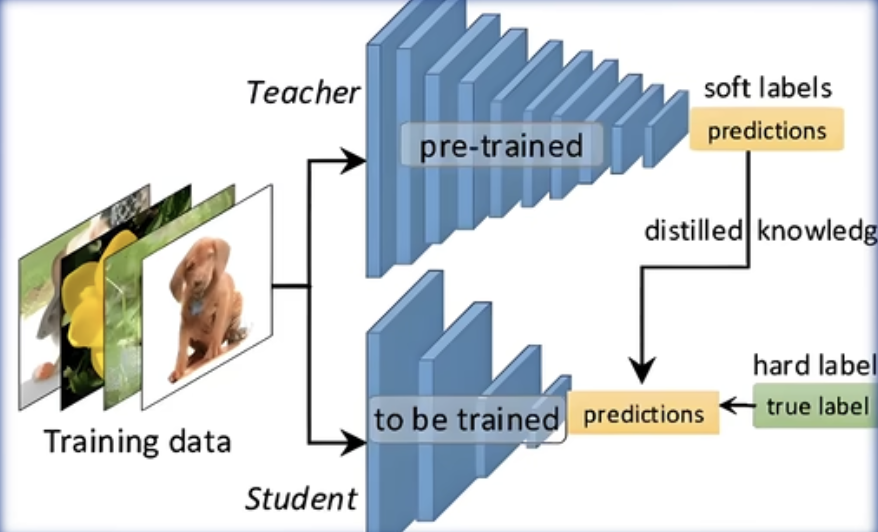 Teacher
pre-trained
soft labels
predictions
distilled knowledg
Training data
to be trained
predictions
hard label
true label
Student